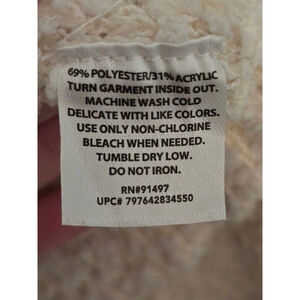 69% POLYESTER/31% ACRYLIC
TURN GARMENT INSIDE OUT.
MACHINE WASH COLD
DELICATE WITH LIKE COLORS.
USE ONLY NON-CHLORINE
BLEACH WHEN NEEDED.
TUMBLE DRY LOW.
DO NOT IRON.
RN#91497
UPC# 797642834550